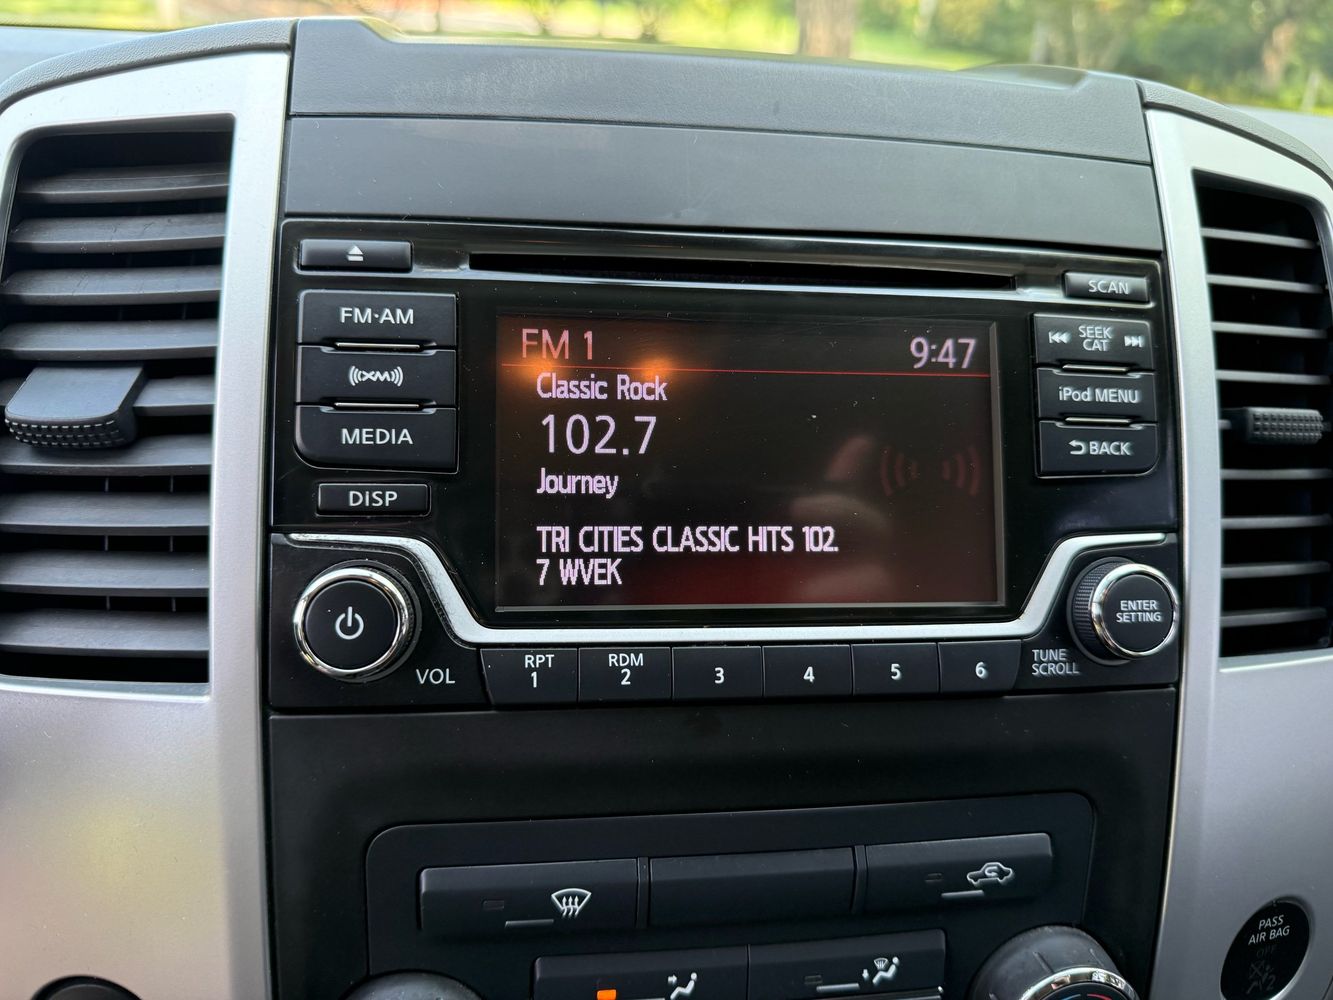 SCAN
FM·AM
SEEK
CAT
FM 1
9:47
Classic Rock
((XM))
iPod MENU
102.7
MEDIA
BACK
Journey
DISP
TRI CITIES CLASSIC HITS 102.
7 WVEK
ENTER
SETTING
VOL
RPT
1
RDM
2
3
4
5
6
TUNE
SCROLL
PASS
AIR BAG
OFF
2